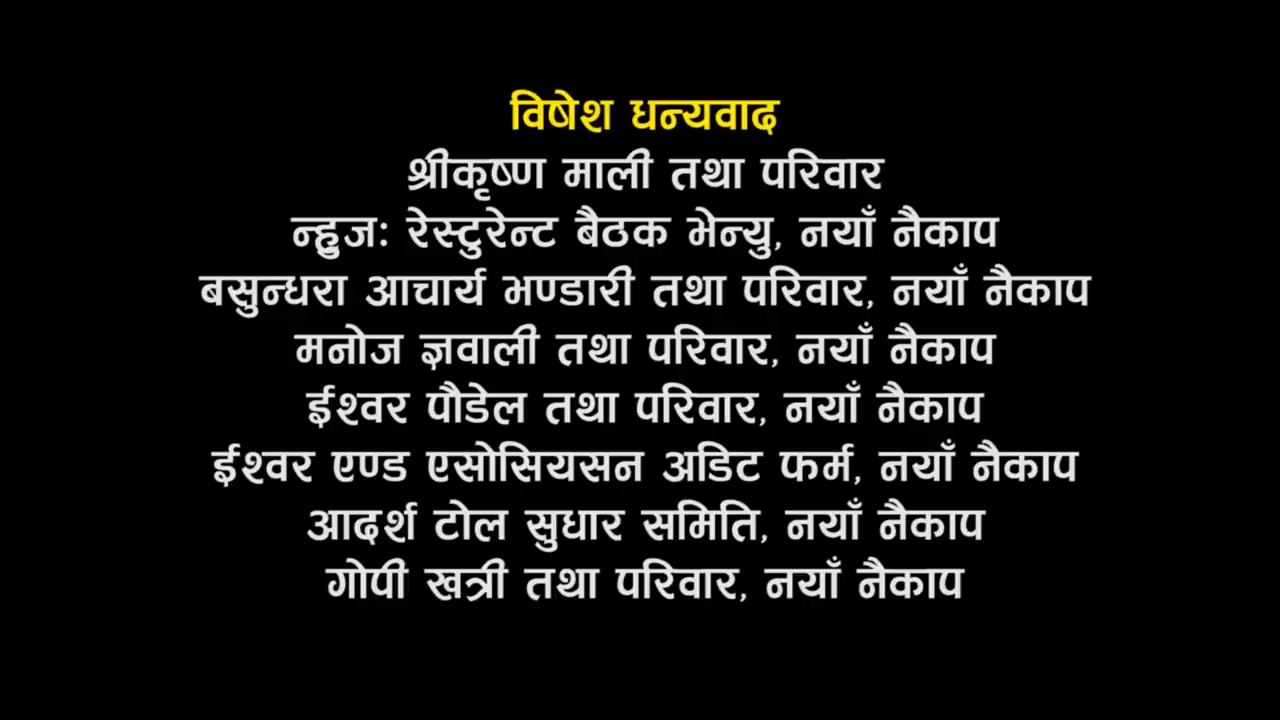 विषेश धन्यवाद
श्रीकृष्ण माली तथा परिवार
न्हुजः रेस्टुरेन्ट बैठक भेन्यु, नयाँ नैकाप
बसुन्धरा आचार्य भण्डारी तथा परिवार, नयाँ नैकाप
मनोज ज्ञवाली तथा परिवार, नयाँ नैकाप
ईश्वर पौडेल तथा परिवार, नयाँ नैकाप
ईश्वर एण्ड एसोसियसन अडिट फर्म, नयाँ नैकाप
आदर्श टोल सुधार समिति, नयाँ नैकाप
गोपी खत्री तथा परिवार, नयाँ नैकाप